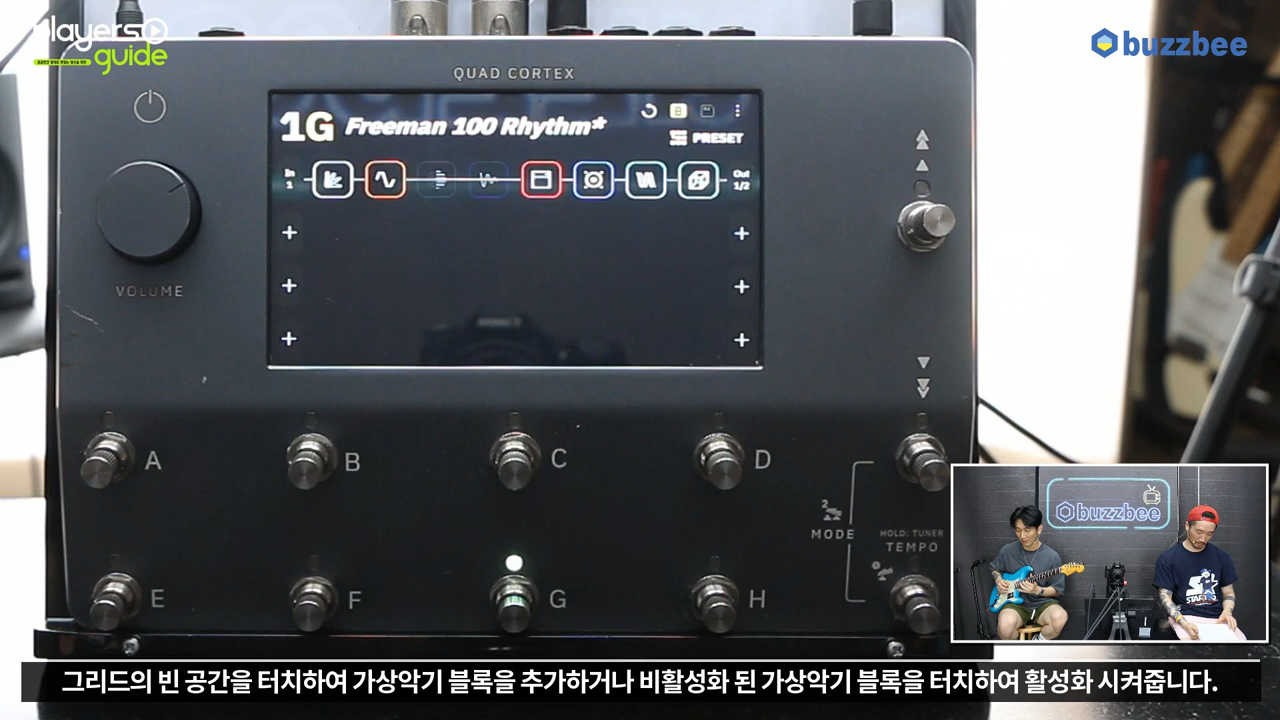 players
guide
buzzbee
QUAD CORTEX
1G Freeman 100 Rhythm*
PRESET
In
1
Out
1/2
VOLUME
A
B
C
D
2
MODE
HOLD: TUNER
TEMPO
E
F
G
H
buzzbee
그리드의 빈 공간을 터치하여 가상악기 블록을 추가하거나 비활성화 된 가상악기 블록을 터치하여 활성화 시켜줍니다.